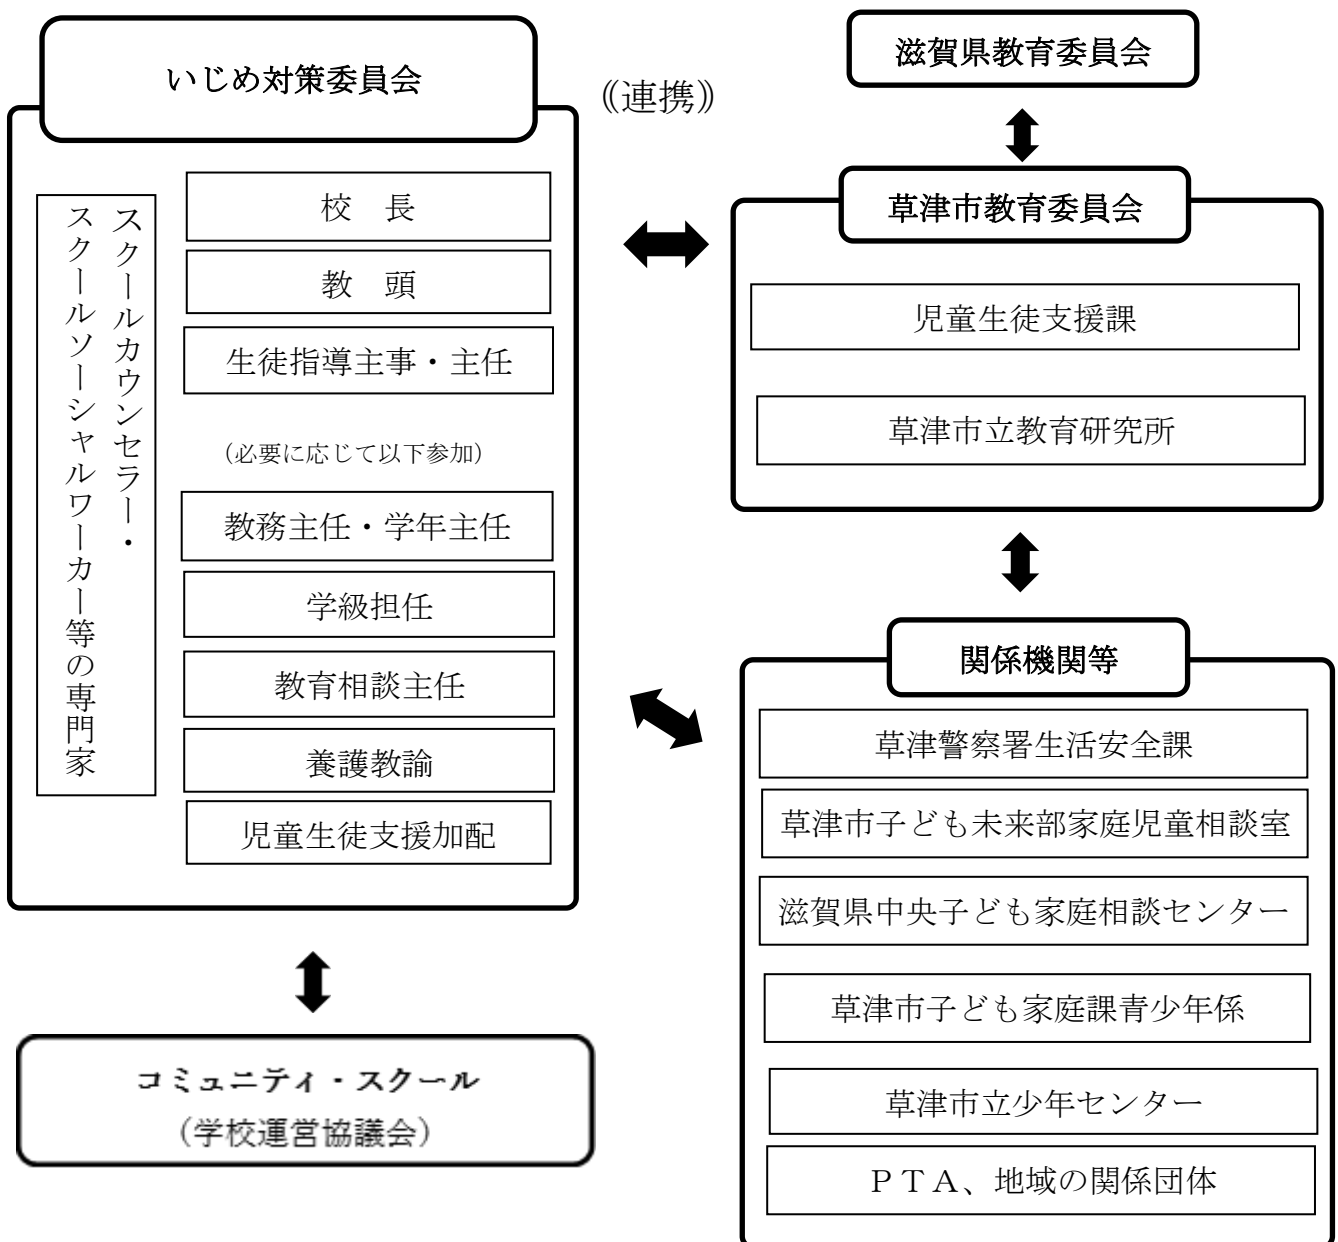 いじめ対策委員会
スクールカウンセラー・
スクールソーシャルワーカー等の専門家
校　長
教　頭
生徒指導主事・主任
（必要に応じて以下参加）
教務主任・学年主任
学級担任
教育相談主任
養護教諭
児童生徒支援加配
コミュニティ・スクール
（学校運営協議会）
⸨連携⸩
滋賀県教育委員会
草津市教育委員会
児童生徒支援課
草津市立教育研究所
関係機関等
草津警察署生活安全課
草津市子ども未来部家庭児童相談室
滋賀県中央子ども家庭相談センター
草津市子ども家庭課青少年係
草津市立少年センター
ＰＴＡ、地域の関係団体